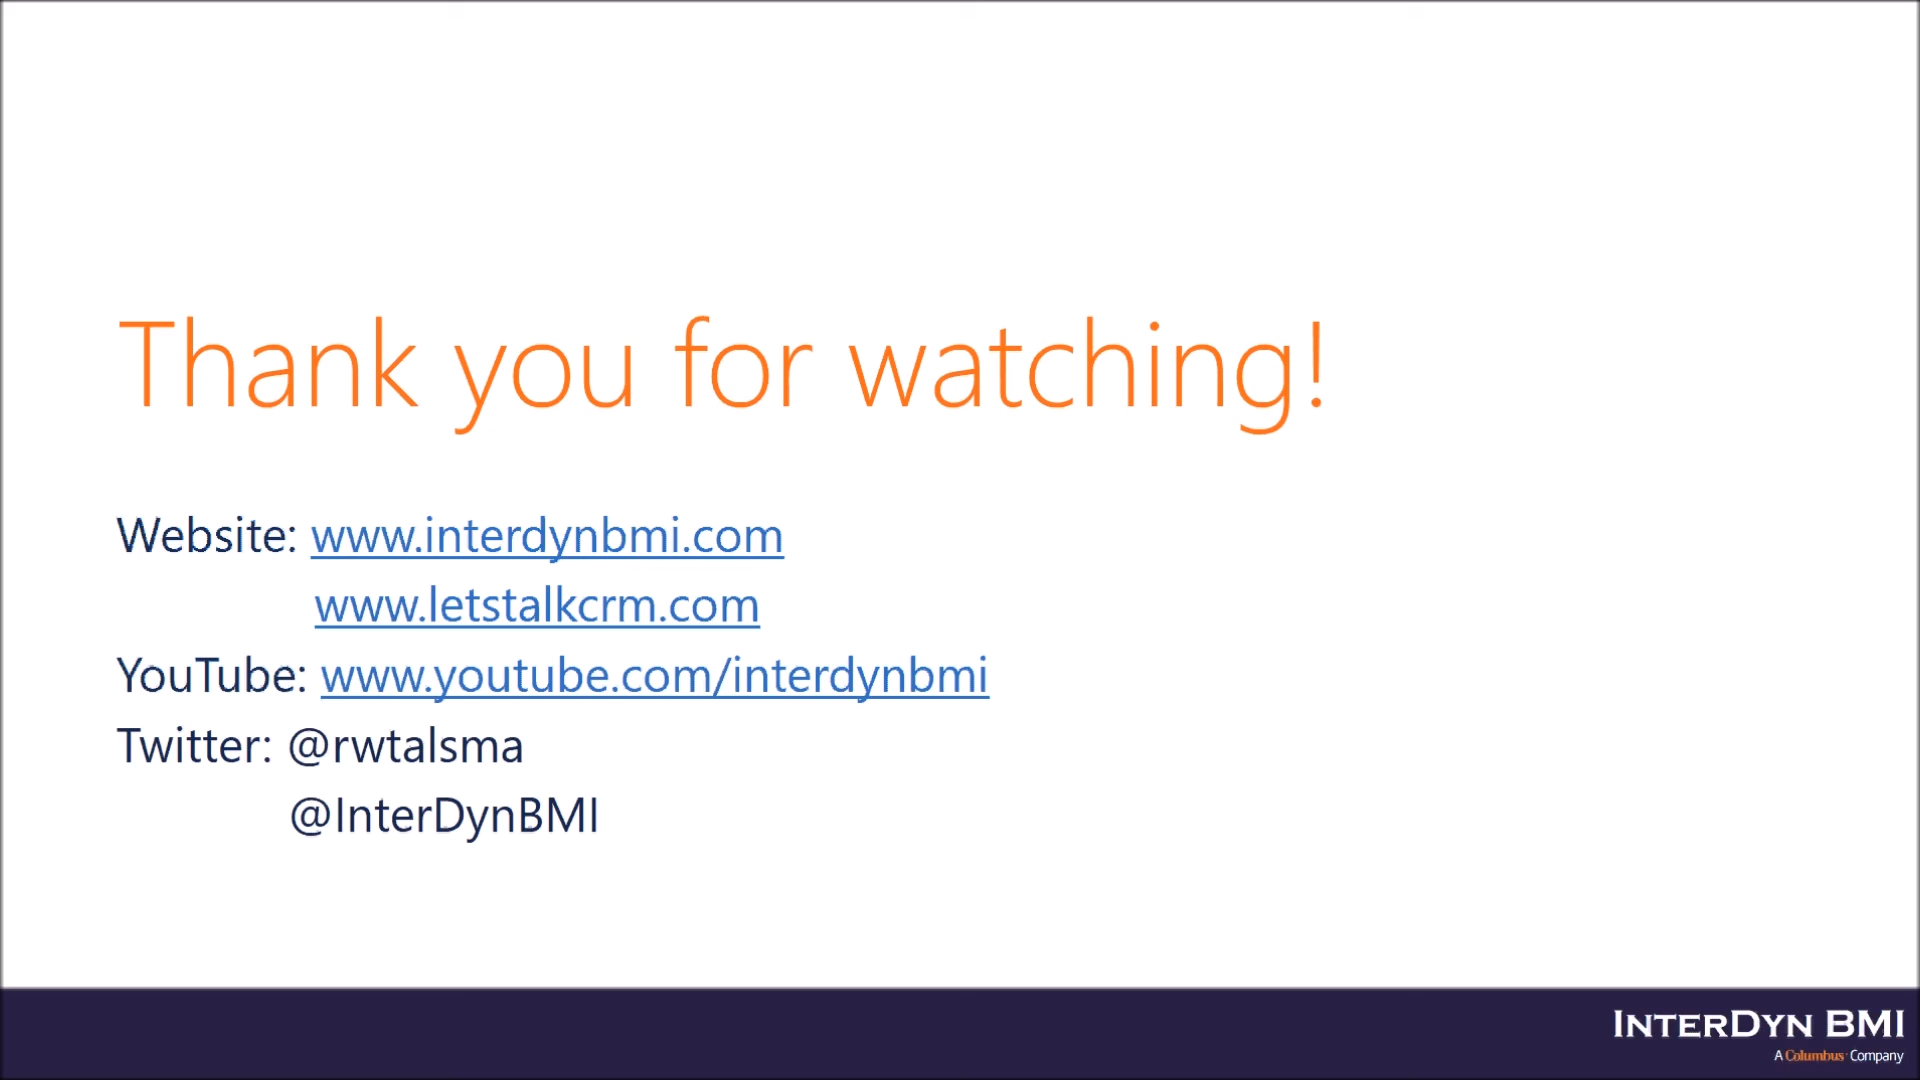 Thank you for watching!
Website: www.interdynbmi.com
www.letstalkcrm.com
YouTube: www.youtube.com/interdynbmi
Twitter: @rwtalsma
@InterDynBMI
INTERDYN BMI
A Columbus Company